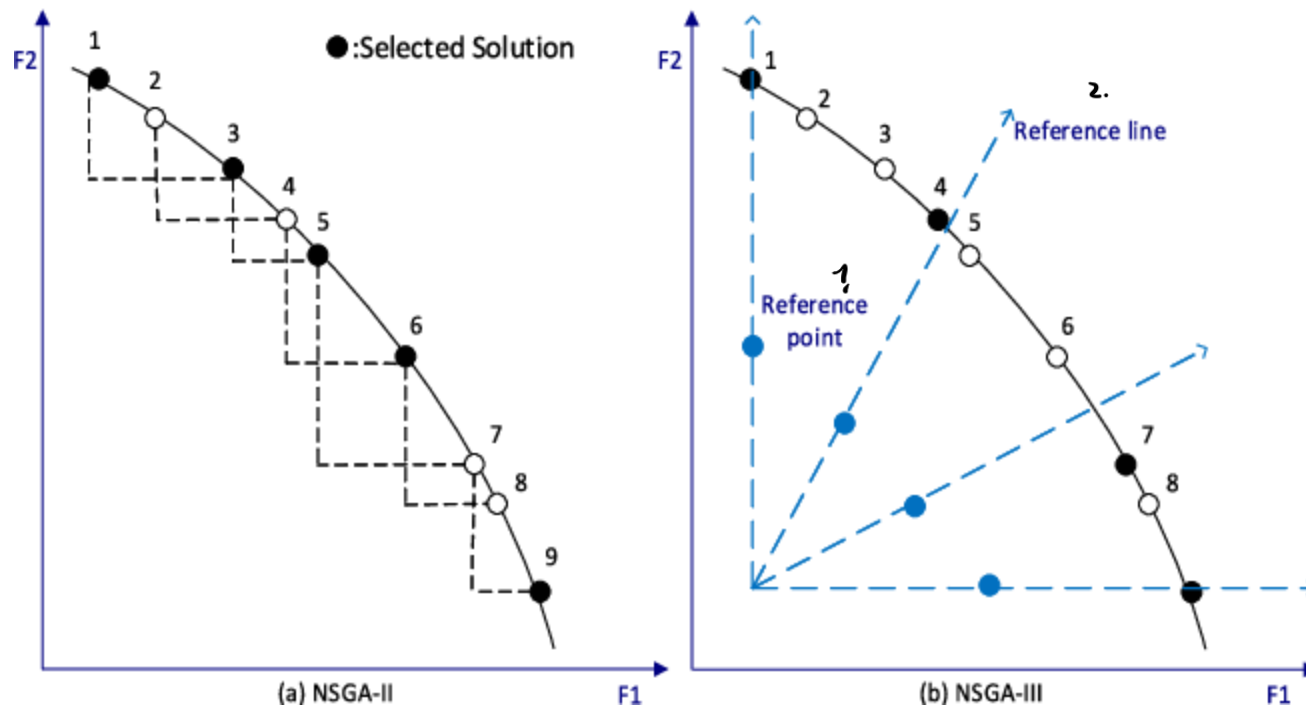 F2
1
2
3
4
5
6
7
8
9
:Selected Solution
(a) NSGA-II
F1
F2
1
2
3
4
5
6
7
8
1.
Reference
point
2.
Reference line
(b) NSGA-III
F1